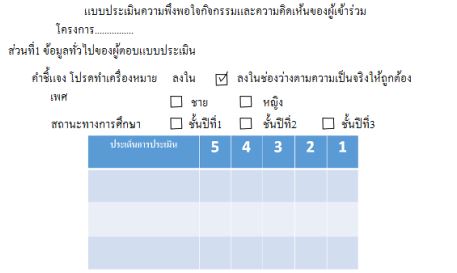 แบบประเมินความพึงพอใจกิจกรรมและความคิดเห็นของผู้เข้าร่วม
โครงการ................
ส่วนที่1 ข้อมูลทั่วไปของผู้ตอบแบบประเมิน
คำชี้แจง โปรดทำเครื่องหมาย ลงใน ☑ ลงในช่องว่างตามความเป็นจริงให้ถูกต้อง
เพศ ☐ ชาย ☐ หญิง
สถานะทางการศึกษา ☐ ชั้นปีที่1 ☐ ชั้นปีที่2 ☐ ชั้นปีที่3
ประเด็นการประเมิน 5 4 3 2 1